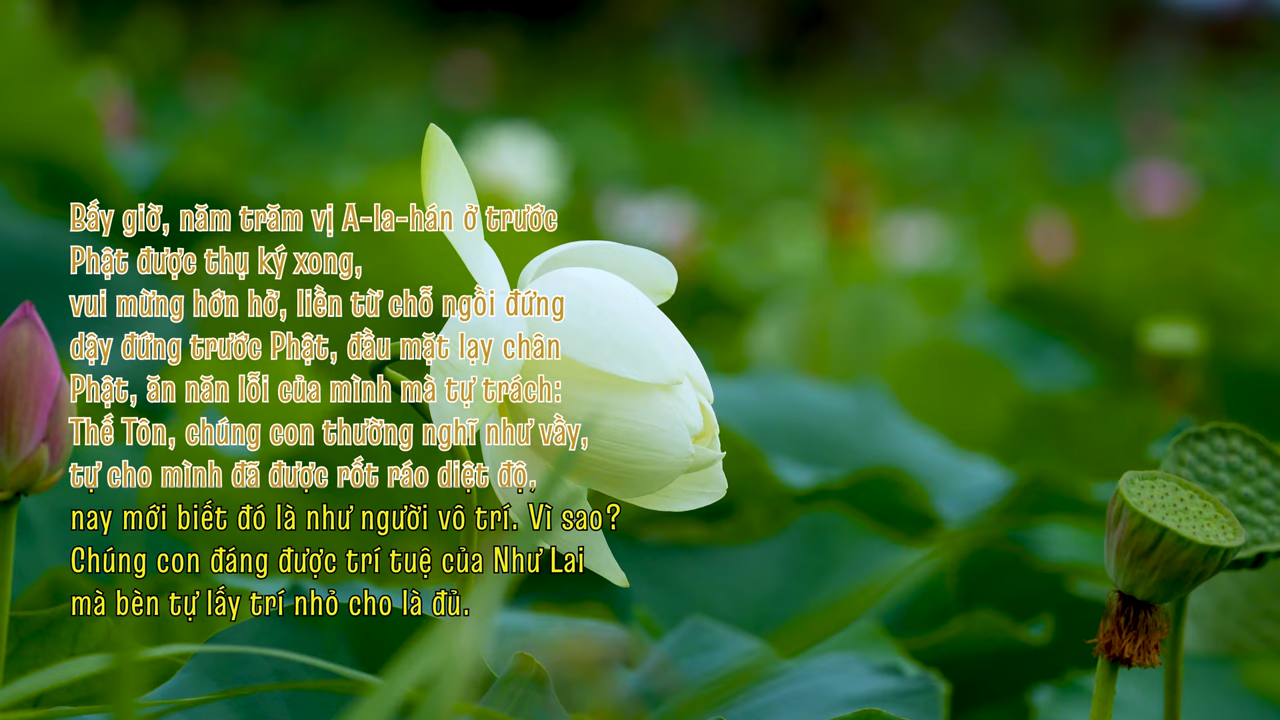 Bấy giờ, năm trăm vị A-la-hán ở trước
Phật được thụ ký xong,
vui mừng hớn hở, liền từ chỗ ngồi đứng
dậy đứng trước Phật, đầu mặt lạy chân
Phật, ăn năn lỗi của mình mà tự trách:
Thế Tôn, chúng con thường nghĩ như vầy,
tự cho mình đã được rốt ráo diệt độ,
nay mới biết đó là như người vô trí. Vì sao?
Chúng con đáng được trí tuệ của Như Lai
mà bèn tự lấy trí nhỏ cho là đủ.